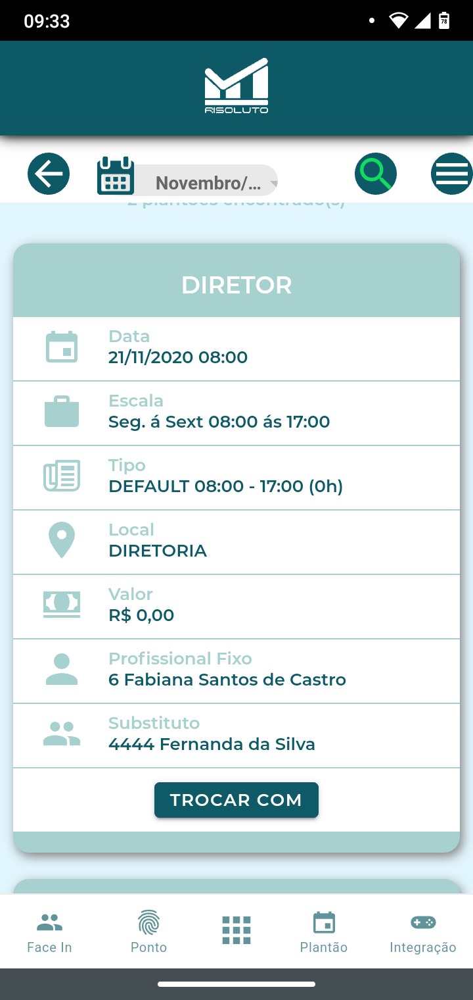 09:33
78
RISOLUTO
Novembro/...
2 plantões encontrado(s)
DIRETOR
Data
21/11/2020 08:00
Escala
Seg. á Sext 08:00 ás 17:00
Tipo
DEFAULT 08:00 - 17:00 (0h)
Local
DIRETORIA
Valor
R$ 0,00
Profissional Fixo
6 Fabiana Santos de Castro
Substituto
4444 Fernanda da Silva
TROCAR COM
Face In
Ponto
Plantão
Integração